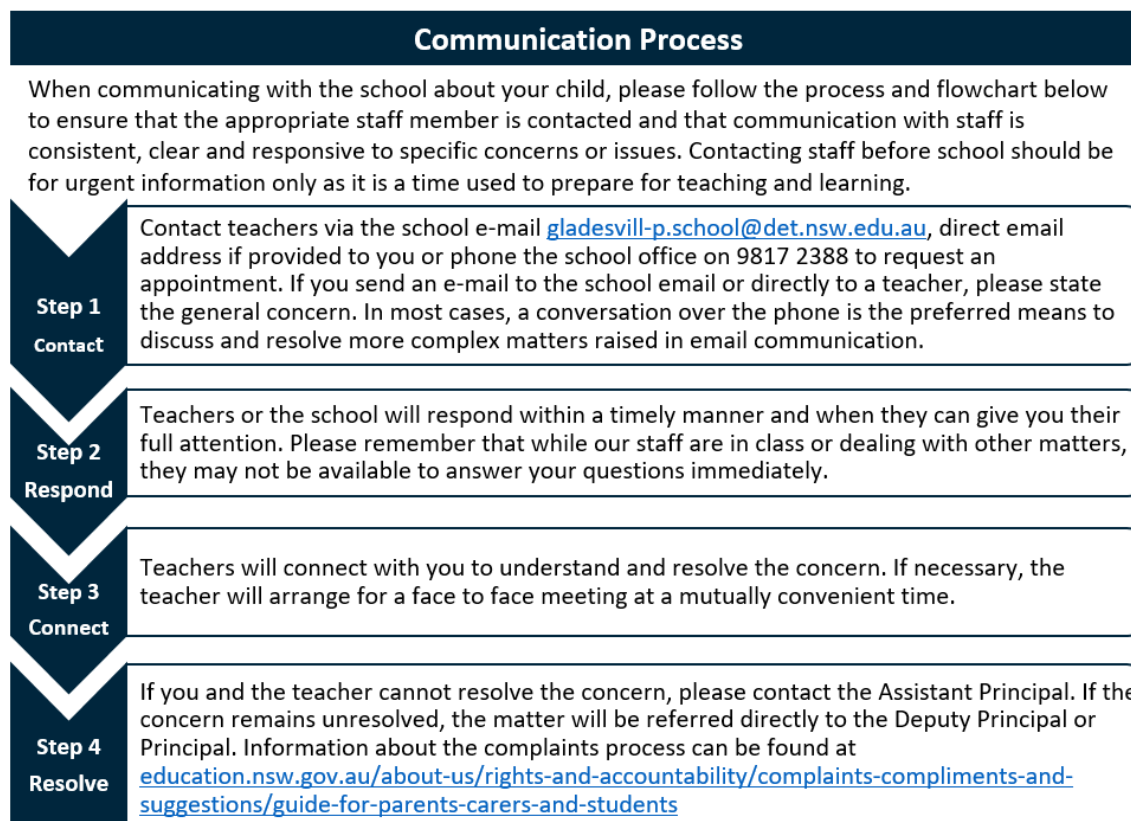 Communication Process
When communicating with the school about your child, please follow the process and flowchart below
to ensure that the appropriate staff member is contacted and that communication with staff is
consistent, clear and responsive to specific concerns or issues. Contacting staff before school should be
for urgent information only as it is a time used to prepare for teaching and learning.
Step 1
Contact
Contact teachers via the school e-mail gladesvill-p.school@det.nsw.edu.au, direct email
address if provided to you or phone the school office on 9817 2388 to request an
appointment. If you send an e-mail to the school email or directly to a teacher, please state
the general concern. In most cases, a conversation over the phone is the preferred means to
discuss and resolve more complex matters raised in email communication.
Step 2
Respond
Teachers or the school will respond within a timely manner and when they can give you their
full attention. Please remember that while our staff are in class or dealing with other matters,
they may not be available to answer your questions immediately.
Step 3
Connect
Teachers will connect with you to understand and resolve the concern. If necessary, the
teacher will arrange for a face to face meeting at a mutually convenient time.
Step 4
Resolve
If you and the teacher cannot resolve the concern, please contact the Assistant Principal. If the
concern remains unresolved, the matter will be referred directly to the Deputy Principal or
Principal. Information about the complaints process can be found at
education.nsw.gov.au/about-us/rights-and-accountability/complaints-compliments-and-
suggestions/guide-for-parents-carers-and-students